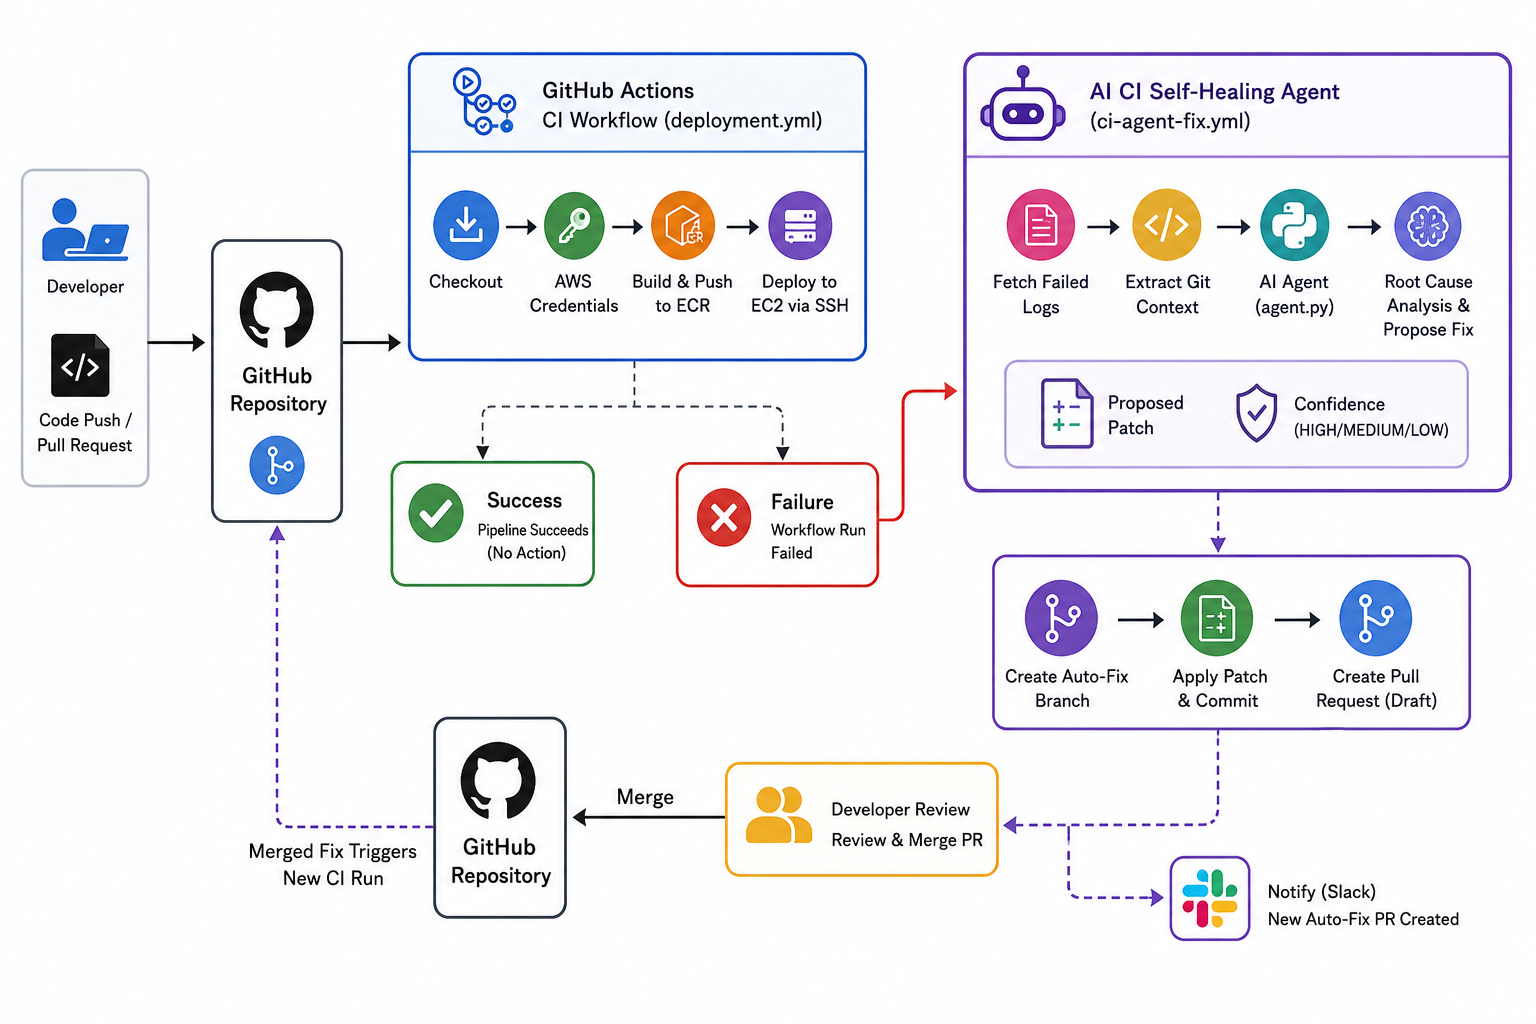 GitHub Actions
CI Workflow (deployment.yml)
Checkout
AWS
Credentials
Build & Push
to ECR
Deploy to
EC2 via SSH
AI CI Self-Healing Agent
(ci-agent-fix.yml)
Fetch Failed
Logs
Extract Git
Context
AI Agent
(agent.py)
Root Cause
Analysis &
Propose Fix
Proposed
Patch
Confidence
(HIGH/MEDIUM/LOW)
Developer
Code Push /
Pull Request
GitHub
Repository
Success
Pipeline Succeeds
(No Action)
Failure
Workflow Run
Failed
Create Auto-Fix
Branch
Apply Patch
& Commit
Create Pull
Request (Draft)
Developer Review
Review & Merge PR
Merge
GitHub
Repository
Merged Fix Triggers
New CI Run
Notify (Slack)
New Auto-Fix PR Created